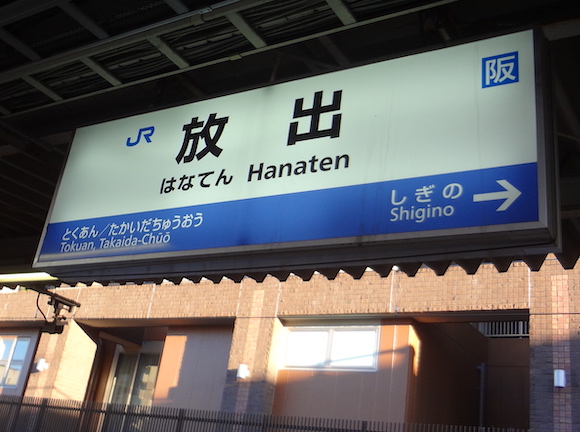 阪
JR 放出
はなてん Hanaten
とくあん/たかいだちゅうおう
Tokuan, Takaida-Chūō
しぎの
Shigino